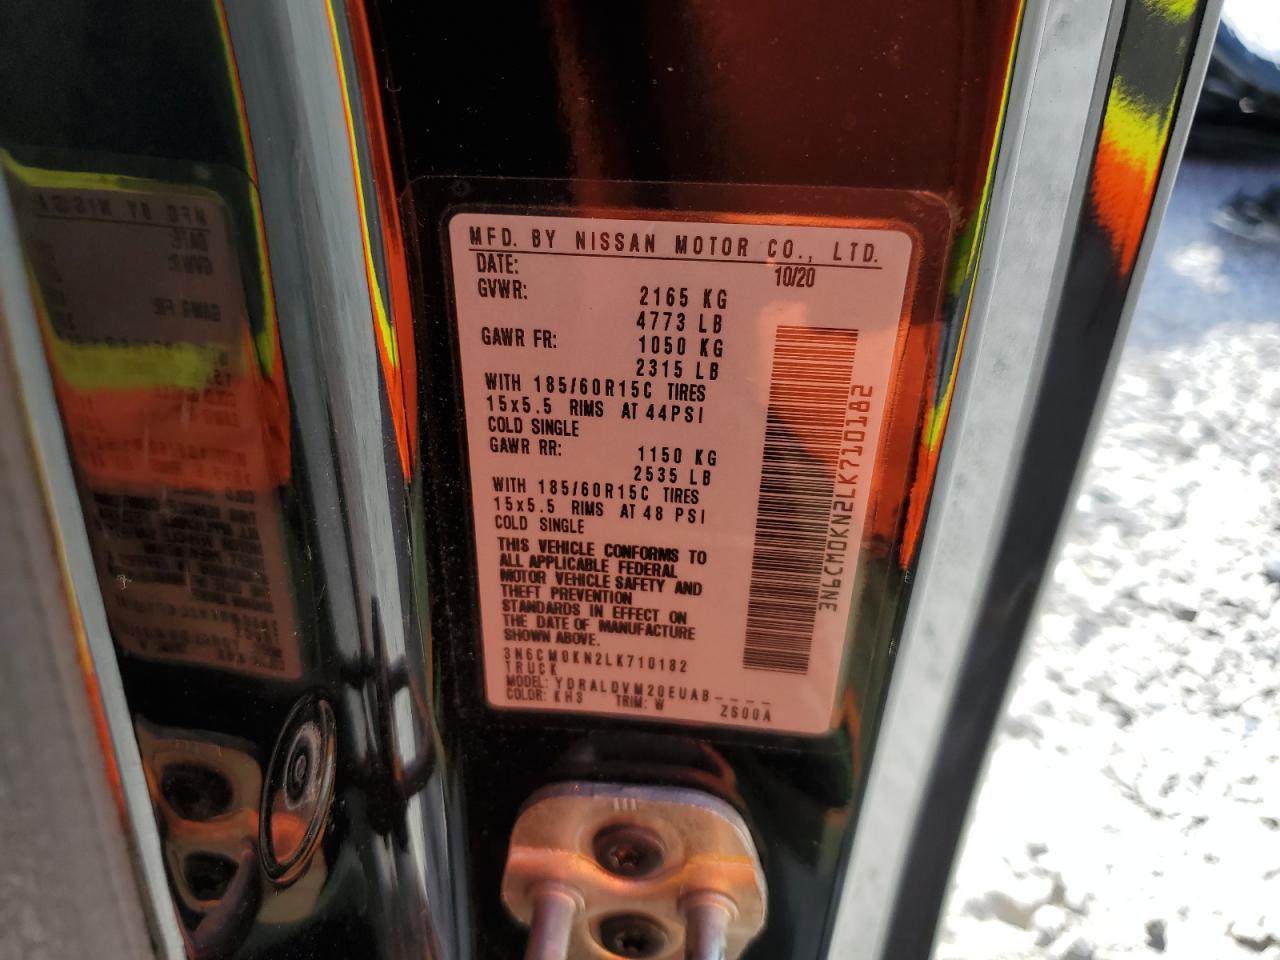 MFD. BY NISSAN MOTOR CO., LTD.
DATE: 10/20
GVWR: 2165 KG
4773 LB
GAWR FR: 1050 KG
2315 LB
WITH 185/60R15C TIRES
15x5.5 RIMS AT 44PSI
COLD SINGLE
GAWR RR: 1150 KG
2535 LB
WITH 185/60R15C TIRES
15x5.5 RIMS AT 48 PSI
COLD SINGLE
THIS VEHICLE CONFORMS TO
ALL APPLICABLE FEDERAL
MOTOR VEHICLE SAFETY AND
THEFT PREVENTION
STANDARDS IN EFFECT ON
THE DATE OF MANUFACTURE
SHOWN ABOVE.
3N6CM0KN2LK710182
TRUCK
MODEL: YDRALDVM20EUAB----
COLOR: KH3 TRIM: W ZS00A
3N6CM0KN2LK710182